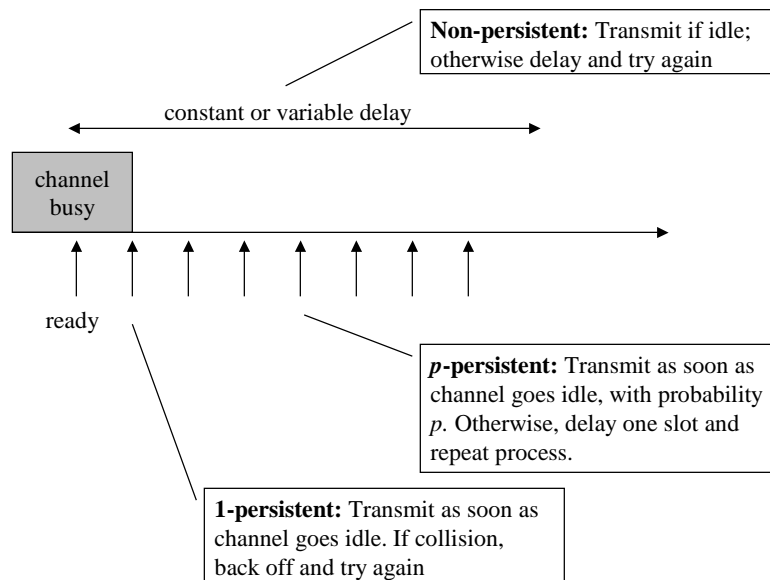 Non-persistent: Transmit if idle;
otherwise delay and try again
constant or variable delay
channel
busy
ready
p-persistent: Transmit as soon as
channel goes idle, with probability
p. Otherwise, delay one slot and
repeat process.
1-persistent: Transmit as soon as
channel goes idle. If collision,
back off and try again